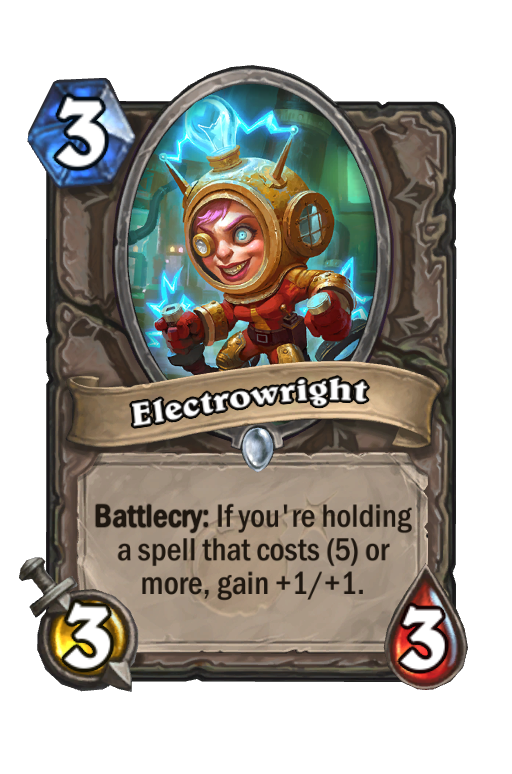 3
Electrowright
Battlecry: If you're holding
a spell that costs (5) or
more, gain +1/+1.
3
3